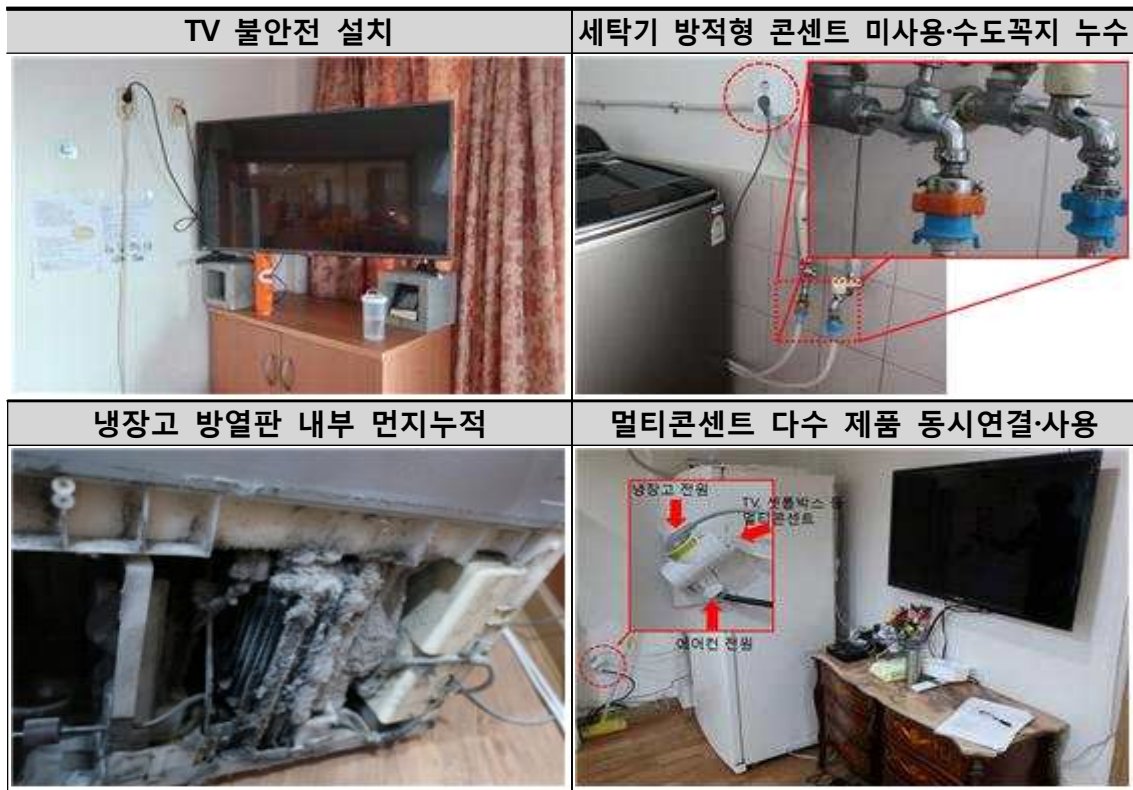 TV 불안전 설치
세탁기 방적형 콘센트 미사용·수도꼭지 누수
냉장고 방열판 내부 먼지누적
멀티콘센트 다수 제품 동시연결·사용
냉장고 전원
TV, 셋톱박스 등
멀티콘센트
에어컨 전원